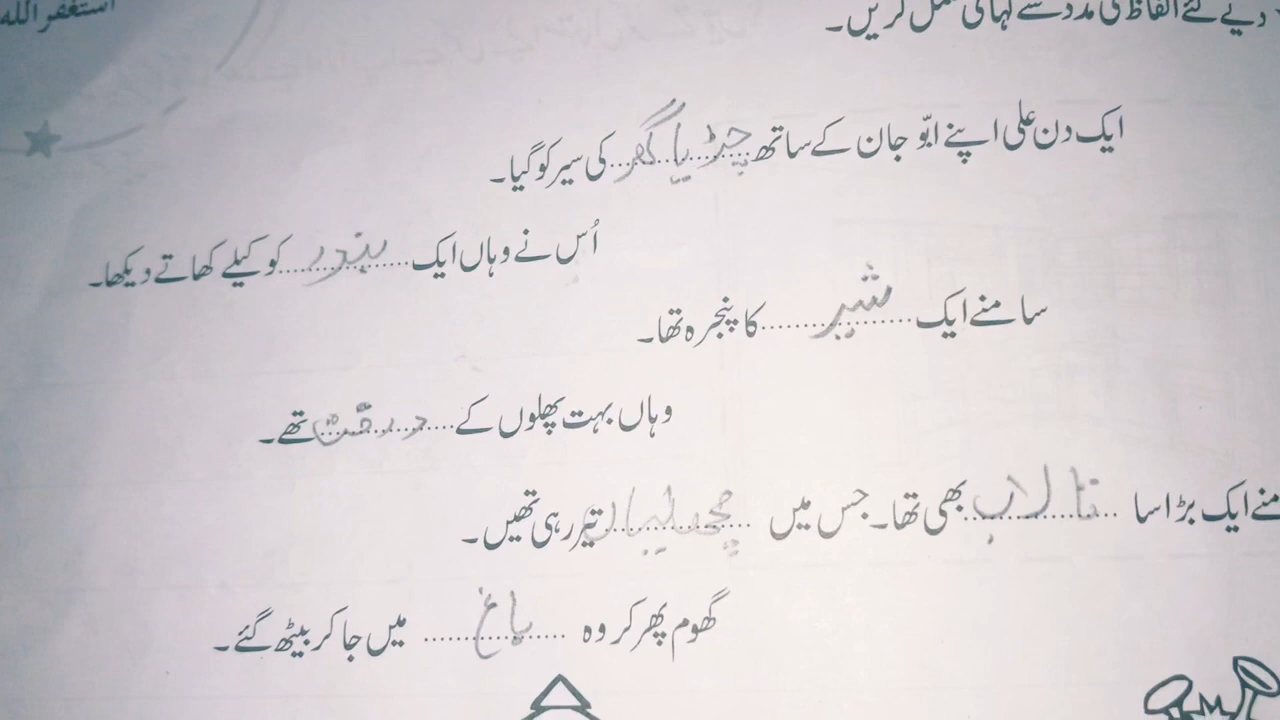 استغفر الله
دیے گئے الفاظ کی مدد سے کہانی مکمل کریں۔
ایک دن علی اپنے ابّو جان کے ساتھ چڑیا گھر کی سیر کو گیا۔
اُس نے وہاں ایک بندر کو کیلے کھاتے دیکھا۔
سامنے ایک شیر کا پنجرہ تھا۔
وہاں بہت پھلوں کے درخت تھے۔
منے ایک بڑا سا تالاب بھی تھا۔ جس میں مچھلیاں تیر رہی تھیں۔
گھوم پھر کر وہ باغ میں جا کر بیٹھ گئے۔